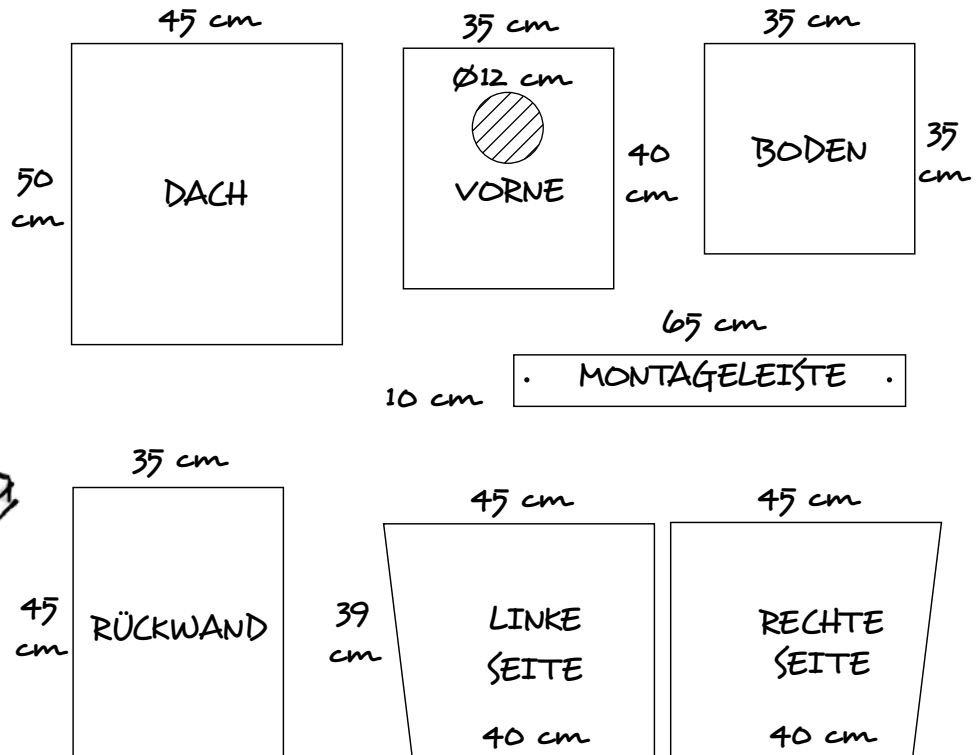 45 cm
50
cm
DACH
35 cm
Ø12 cm
VORNE
40
cm
35 cm
BODEN
35
cm
65 cm
MONTAGELEISTE
10 cm
35 cm
45
cm
RÜCKWAND
45 cm
39
cm
LINKE
SEITE
40 cm
45 cm
RECHTE
SEITE
40 cm